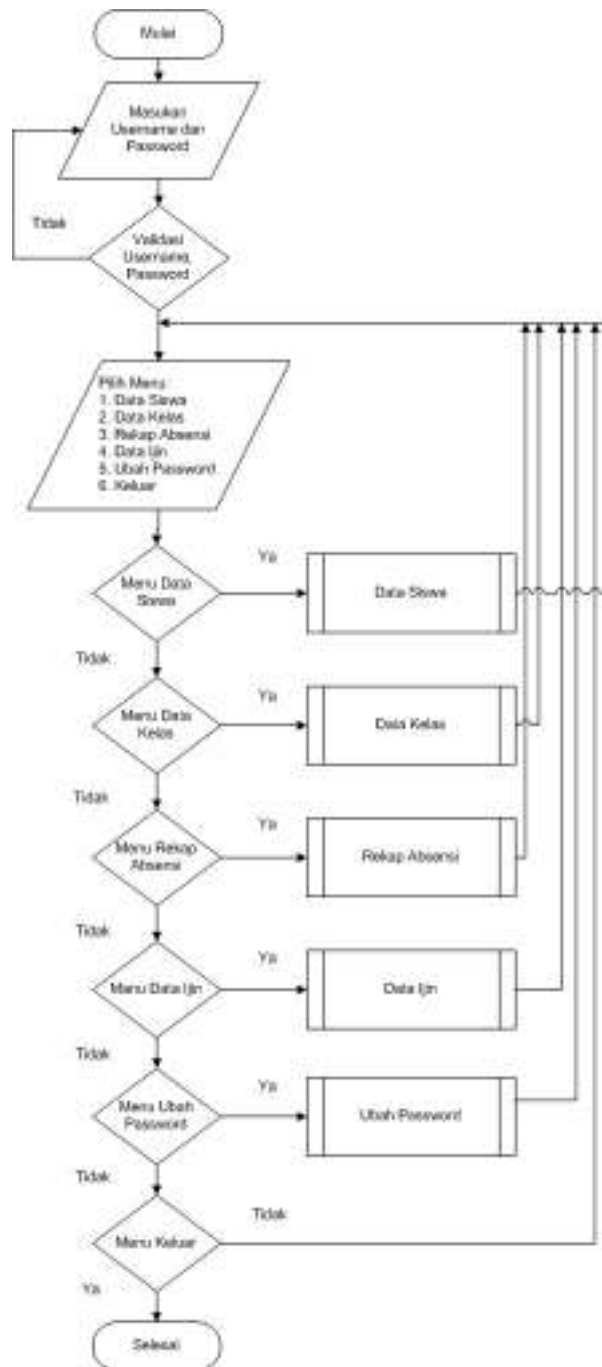 Mulai
Masukan
Username dan
Password
Tidak
Validasi
Username,
Password
Pilih Menu :
1. Data Siswa
2. Data Kelas
3. Rekap Absensi
4. Data Ijin
5. Ubah Password
6. Keluar
Menu Data
Siswa
Ya
Data Siswa
Tidak
Menu Data
Kelas
Ya
Data Kelas
Tidak
Menu Rekap
Absensi
Ya
Rekap Absensi
Tidak
Menu Data Ijin
Ya
Data Ijin
Tidak
Menu Ubah
Password
Ya
Ubah Password
Tidak
Menu Keluar
Tidak
Ya
Selesai